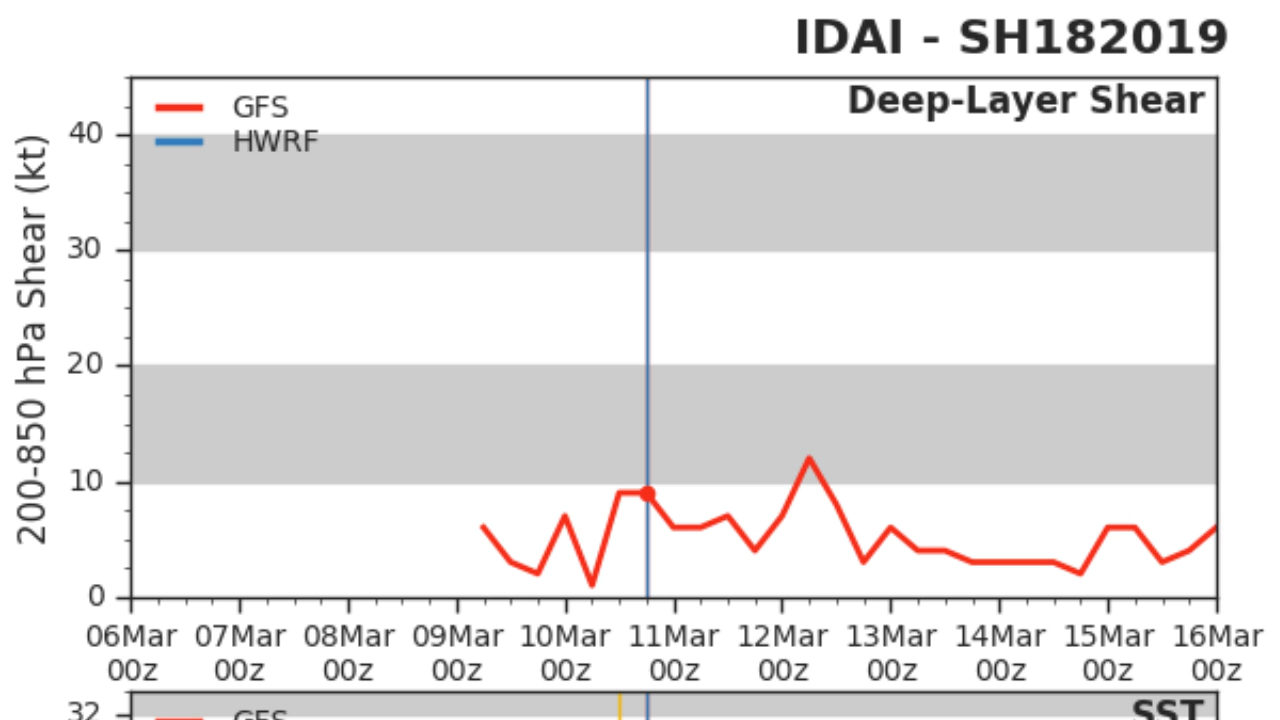 IDAI - SH182019
Deep-Layer Shear
GFS
HWRF
200-850 hPa Shear (kt)
40
30
20
10
0
06Mar 07Mar 08Mar 09Mar 10Mar 11Mar 12Mar 13Mar 14Mar 15Mar 16Mar
00z 00z 00z 00z 00z 00z 00z 00z 00z 00z 00z
32
GFS
SST